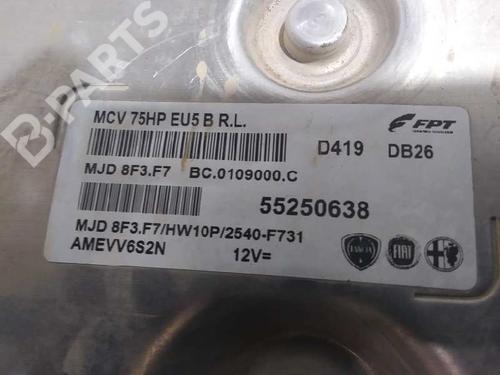 B-PARTS
MCV 75HP EU5 B R.L.
FPT
D419 DB26
MJD 8F3.F7 BC.0109000.C
55250638
MJD 8F3.F7/HW10P/2540-F731
AMEVV6S2N 12V=
LANCIA FIAT